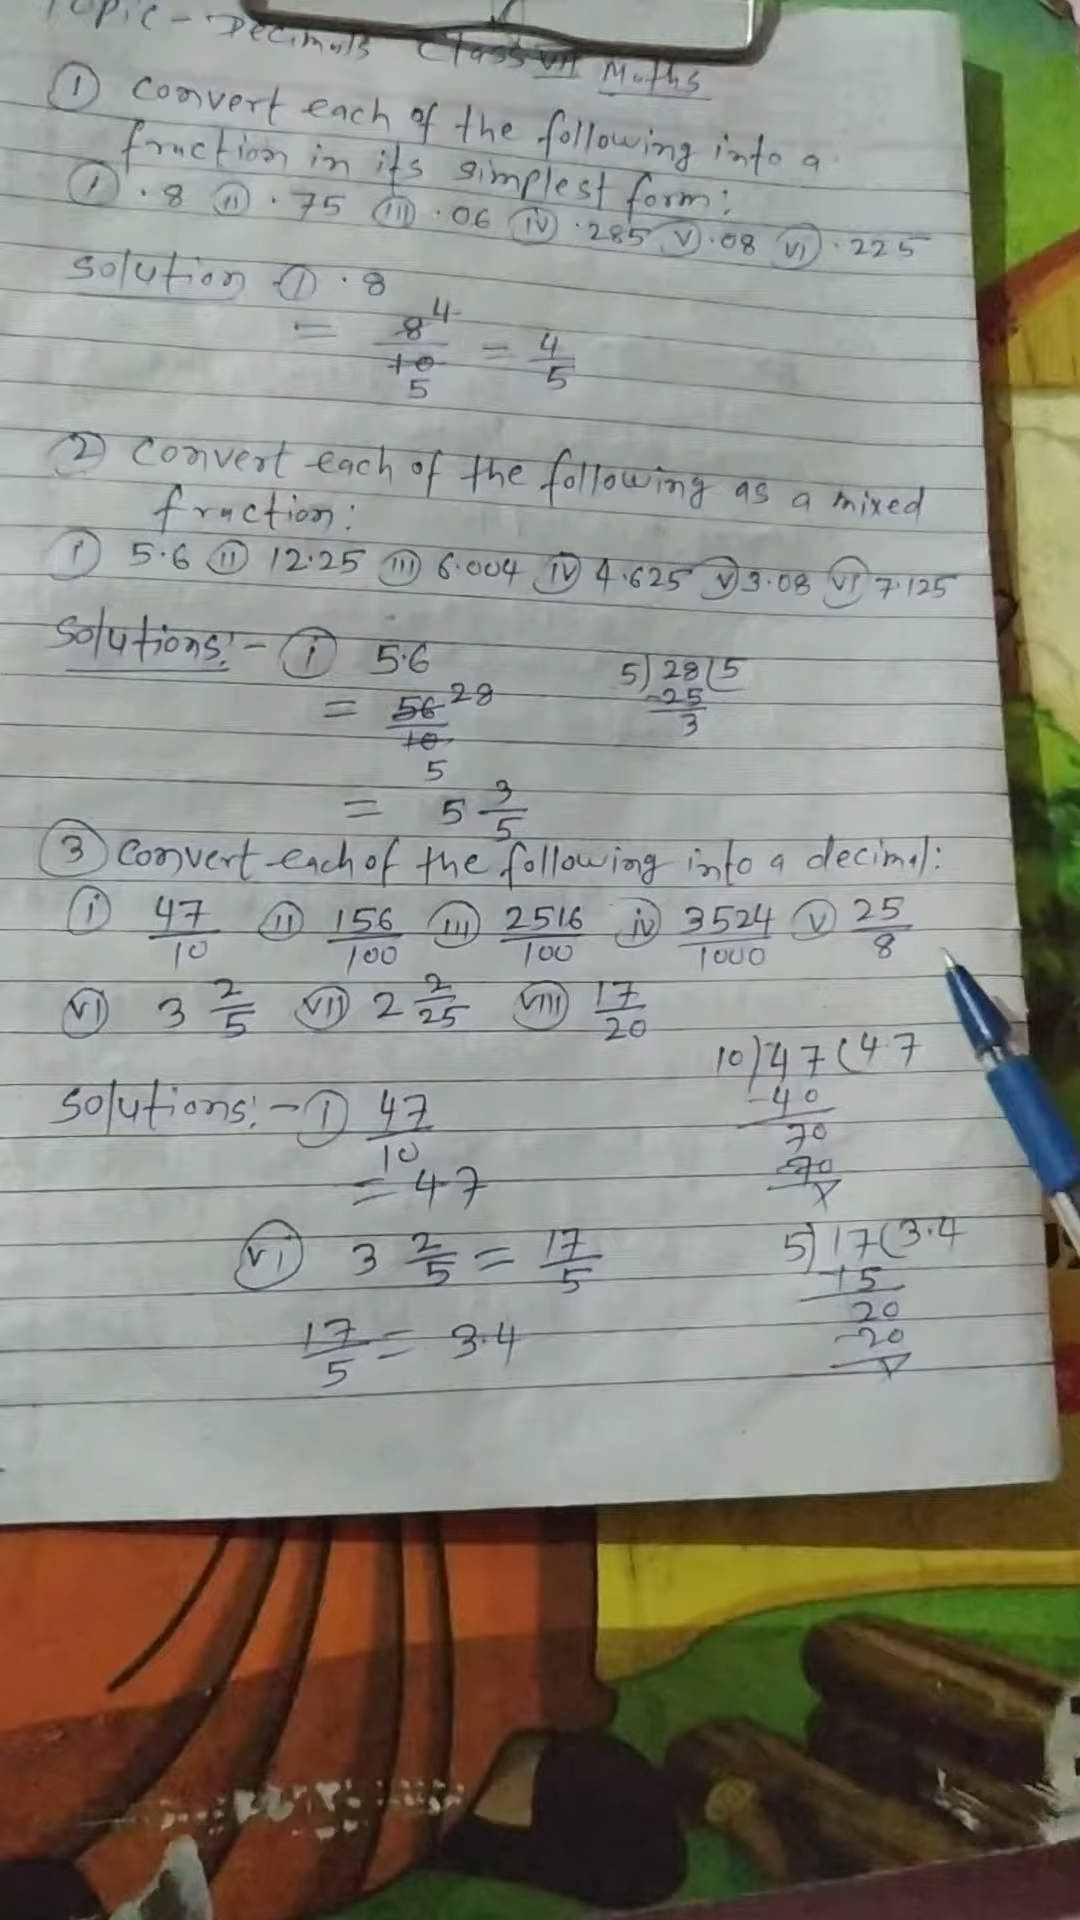 Topic - Decimals Class VII Maths
① Convert each of the following into a
fraction in its simplest form:
(i) .8 (ii) .75 (iii) .06 (iv) .285 (v) .08 (vi) .225
Solution (i) .8
= 8/10 4 5 = 4/5
② Convert each of the following as a mixed
fraction:
(i) 5.6 (ii) 12.25 (iii) 6.004 (iv) 4.625 (v) 3.08 (vi) 7.125
Solutions:- (i) 5.6
= 56/10 28 5
= 5 3/5
5) 28 (5
-25
3
③ Convert each of the following into a decimal:
(i) 47/10 (ii) 156/100 (iii) 2516/100 (iv) 3524/1000 (v) 25/8
(vi) 3 2/5 (vii) 2 2/25 (viii) 17/20
Solutions:- (i) 47/10
= 4.7
10) 47 (4.7
-40
70
-70
(vi) 3 2/5 = 17/5
17/5 = 3.4
5) 17 (3.4
-15
20
-20